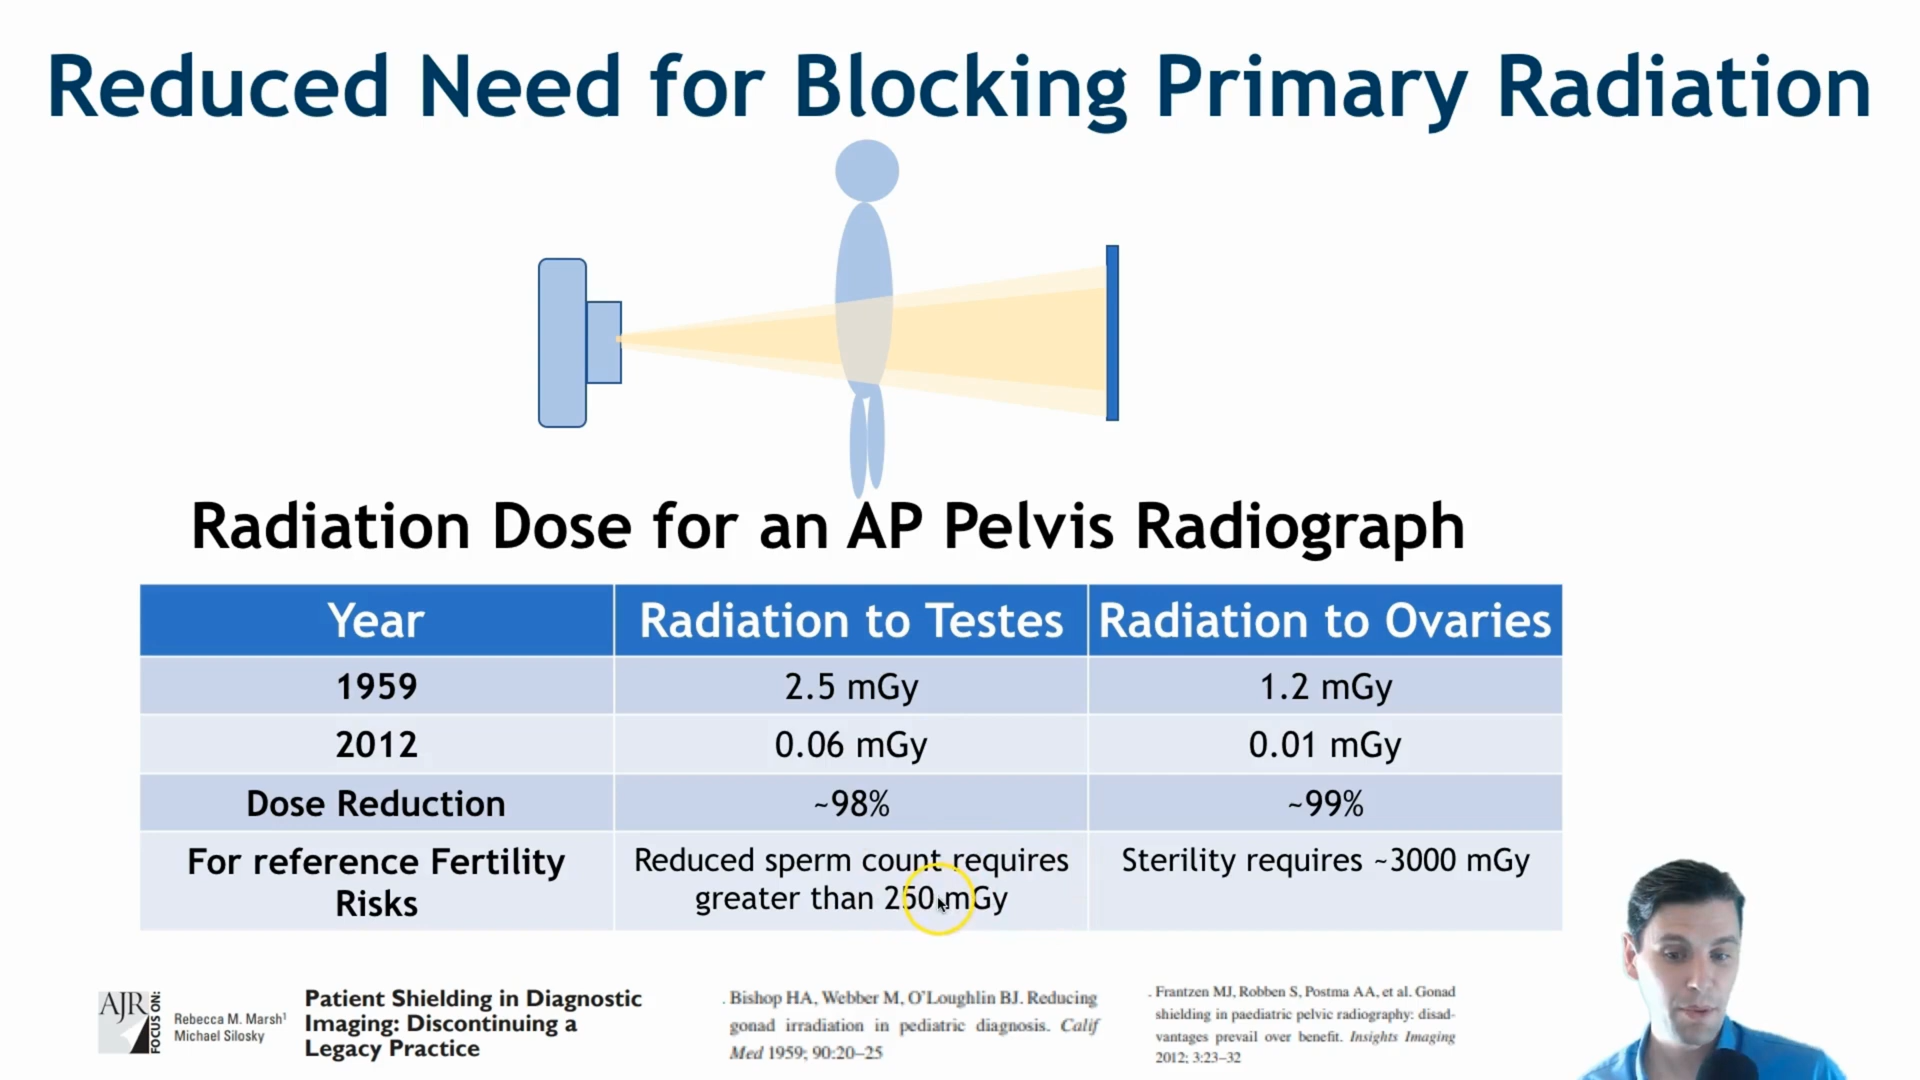 Reduced Need for Blocking Primary Radiation
Radiation Dose for an AP Pelvis Radiograph
Year
Radiation to Testes
Radiation to Ovaries
1959
2.5 mGy
1.2 mGy
2012
0.06 mGy
0.01 mGy
Dose Reduction
~98%
~99%
For reference Fertility
Risks
Reduced sperm count requires
greater than 250 mGy
Sterility requires ~3000 mGy
AJR
FOCUS ON:
Rebecca M. Marsh¹
Michael Silosky
Patient Shielding in Diagnostic
Imaging: Discontinuing a
Legacy Practice
. Bishop HA, Webber M, O'Loughlin BJ. Reducing
gonad irradiation in pediatric diagnosis. Calif
Med 1959; 90:20–25
. Frantzen MJ, Robben S, Postma AA, et al. Gonad
shielding in paediatric pelvic radiography: disad-
vantages prevail over benefit. Insights Imaging
2012; 3:23–32